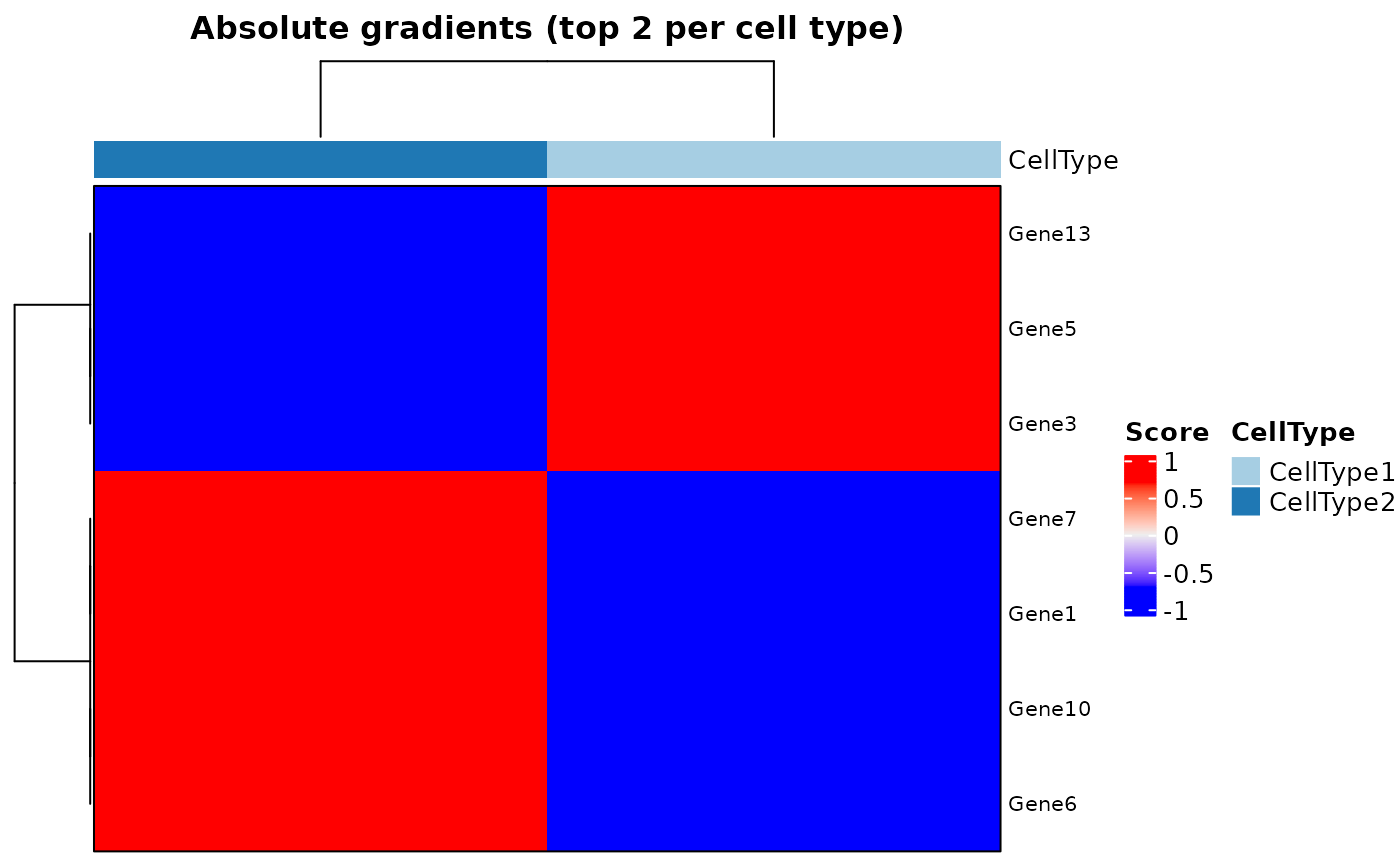 Absolute gradients (top 2 per cell type)
CellType
Gene13
Gene5
Gene3
Gene7
Gene1
Gene10
Gene6
Score
1
0.5
0
-0.5
-1
CellType
CellType1
CellType2